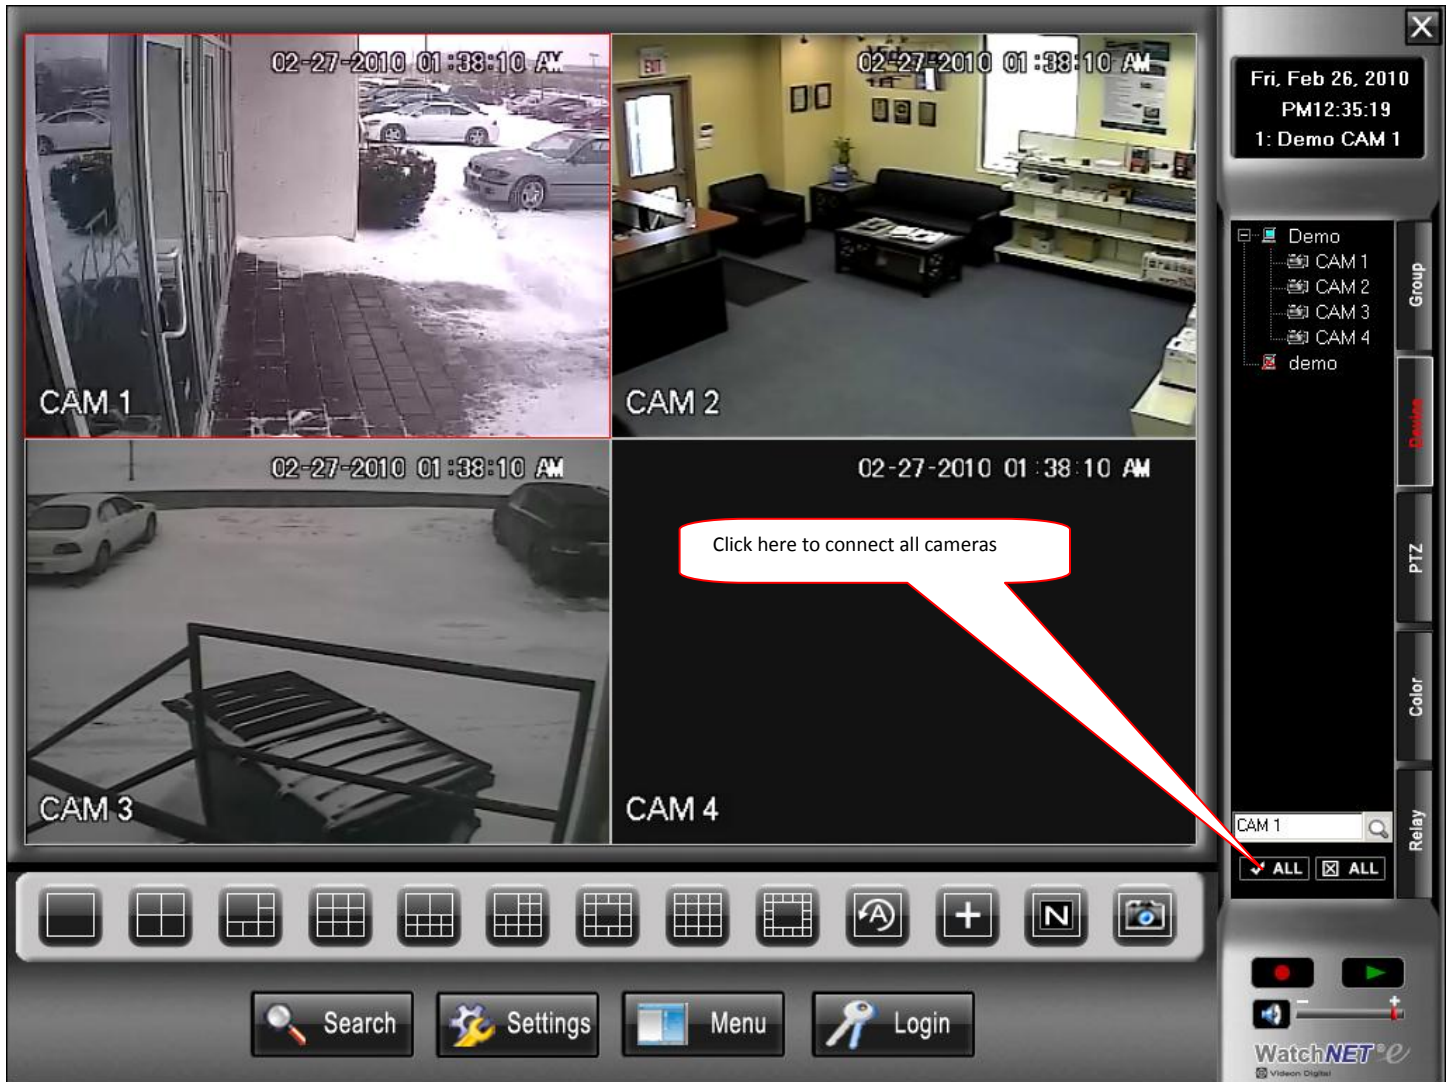 02-27-2010 01:38:10 AM
CAM 1
02-27-2010 01:38:10 AM
EXIT
CAM 2
02-27-2010 01:38:10 AM
CAM 3
02-27-2010 01:38:10 AM
CAM 4
Click here to connect all cameras
X
Fri, Feb 26, 2010
PM12:35:19
1: Demo CAM 1
Demo
CAM 1
CAM 2
CAM 3
CAM 4
demo
Group
Device
PTZ
Color
Relay
CAM 1
ALL
ALL
A
N
Search
Settings
Menu
Login
WatchNET e
Videon Digital